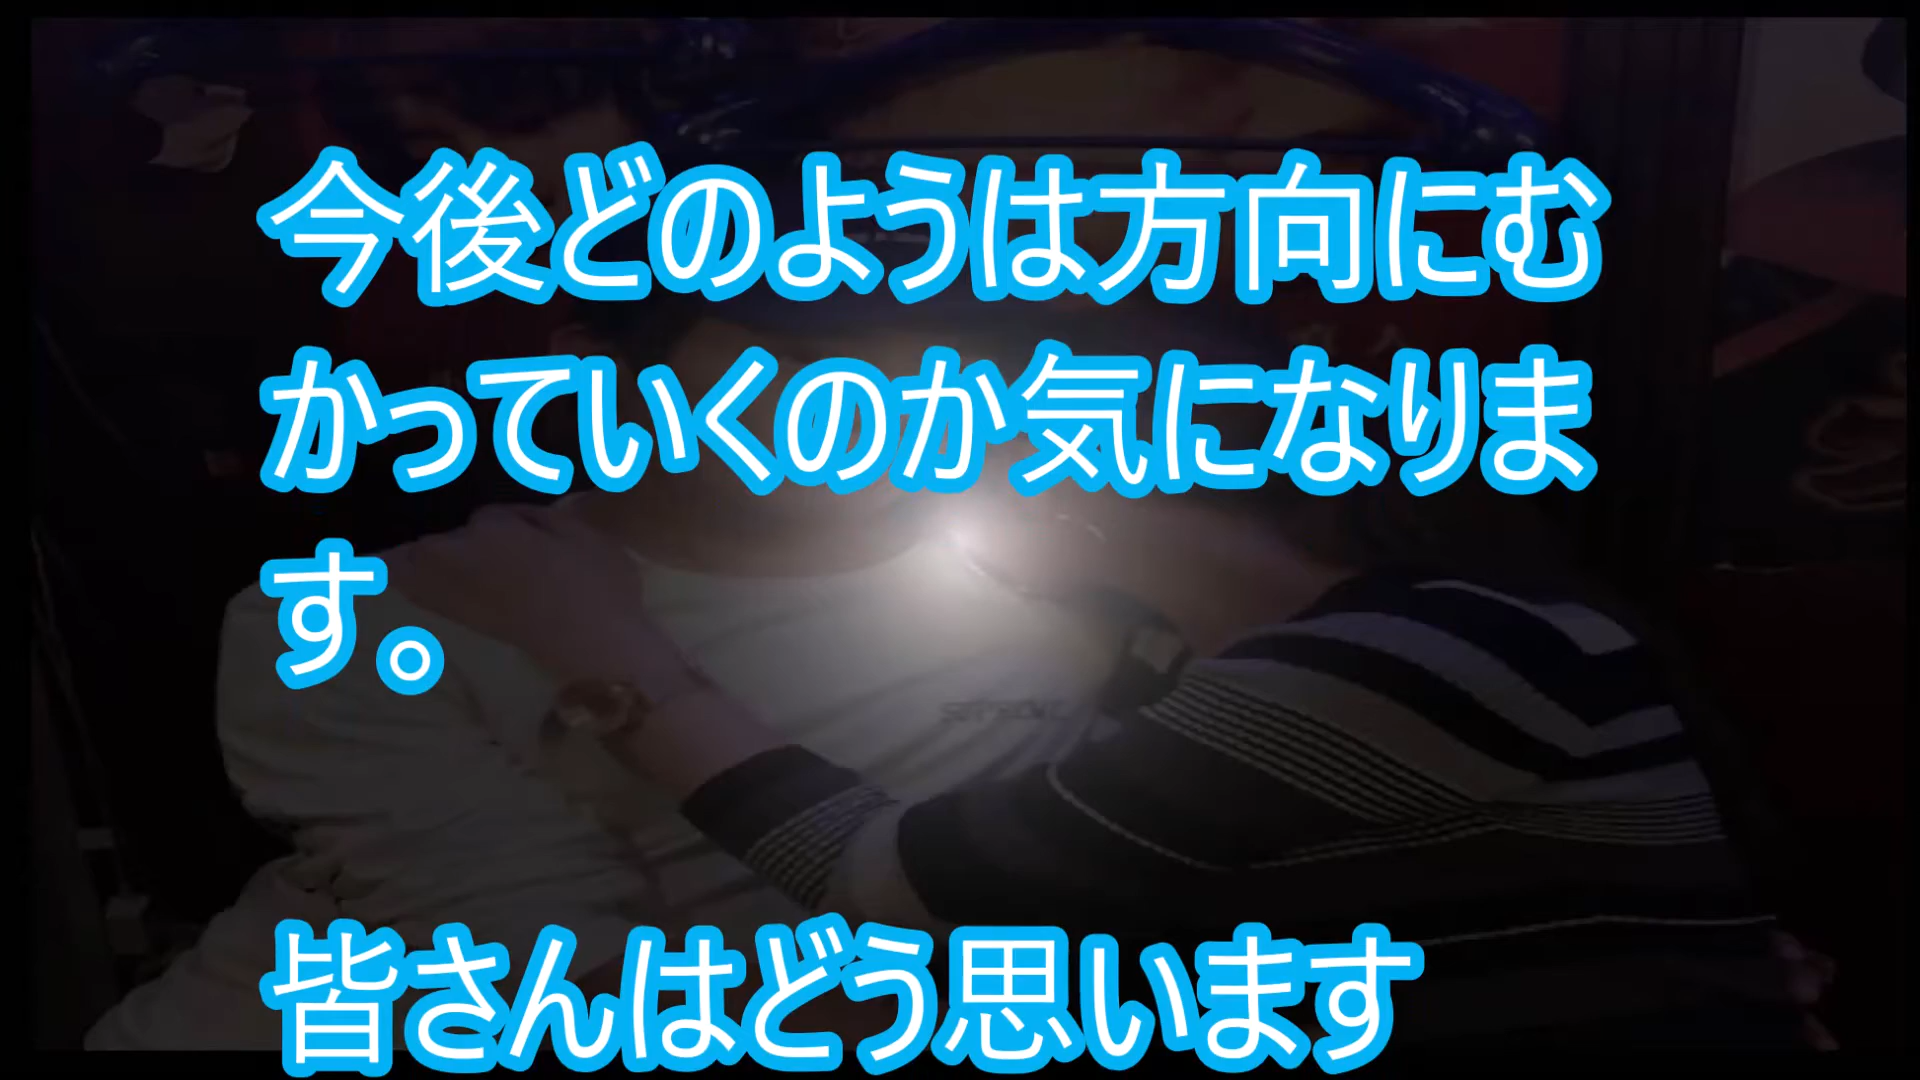 今後どのようは方向にむ
かっていくのか気になりま
す。
皆さんはどう思います